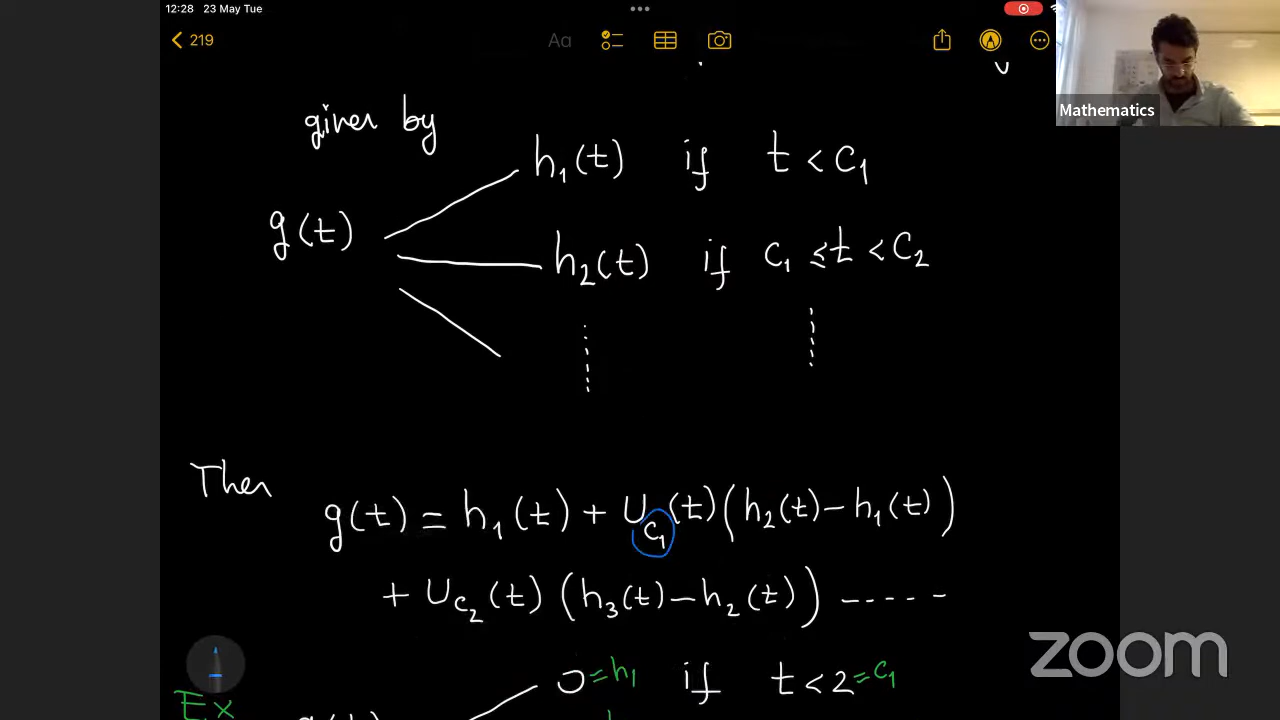 12:28 23 May Tue
219
Aa
Mathematics
given by
h₁(t) if t < c₁
g(t)
h₂(t) if c₁ ≤ t < c₂
Then
g(t) = h₁(t) + u_c₁(t)(h₂(t) − h₁(t))
+ u_c₂(t) (h₃(t) − h₂(t)) -----
0 = h₁ if t < 2 = c₁
Ex
zoom